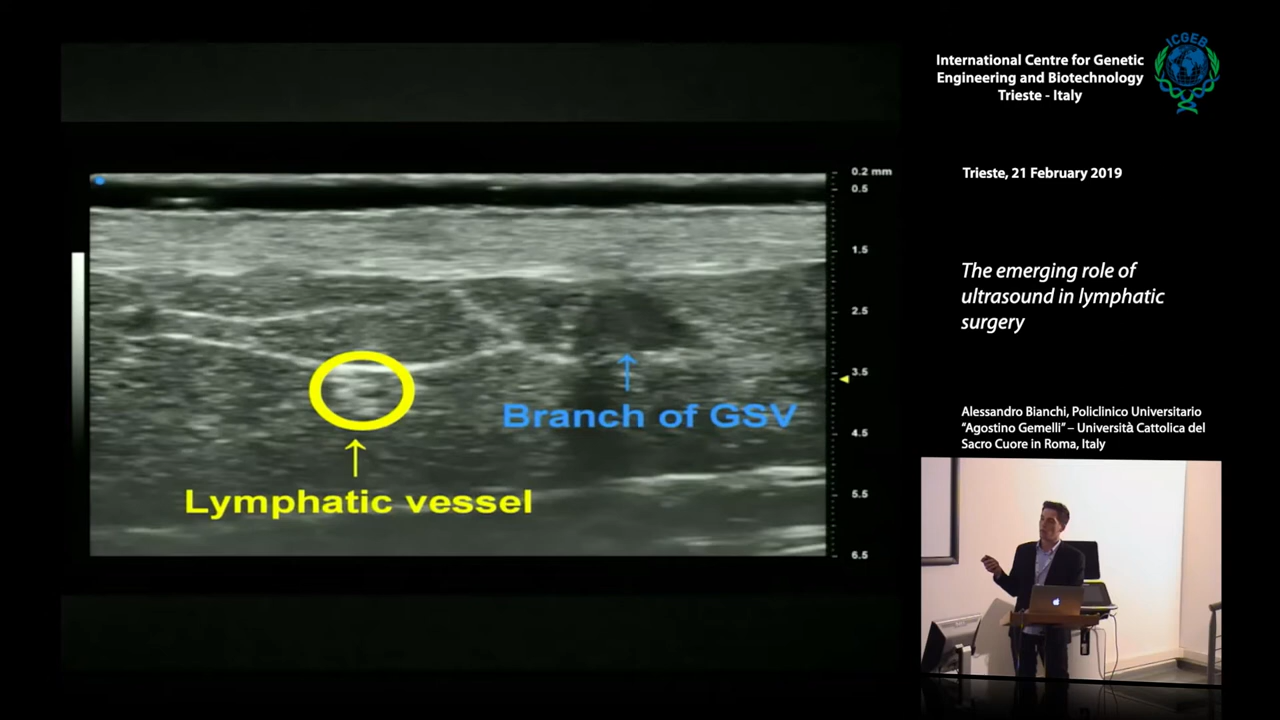 ICGEB
International Centre for Genetic
Engineering and Biotechnology
Trieste - Italy
Trieste, 21 February 2019
The emerging role of
ultrasound in lymphatic
surgery
Alessandro Bianchi, Policlinico Universitario
“Agostino Gemelli” – Università Cattolica del
Sacro Cuore in Roma, Italy
0.2 mm
0.5
1.5
2.5
3.5
4.5
5.5
6.5
Branch of GSV
Lymphatic vessel